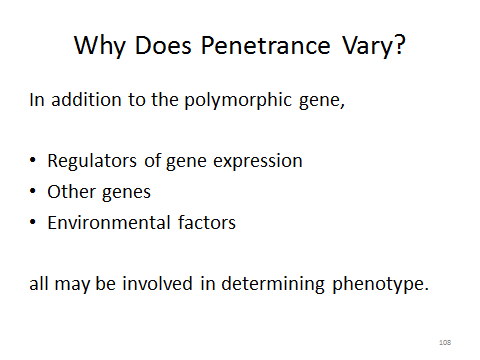 Why Does Penetrance Vary?
In addition to the polymorphic gene,
• Regulators of gene expression
• Other genes
• Environmental factors
all may be involved in determining phenotype.
108